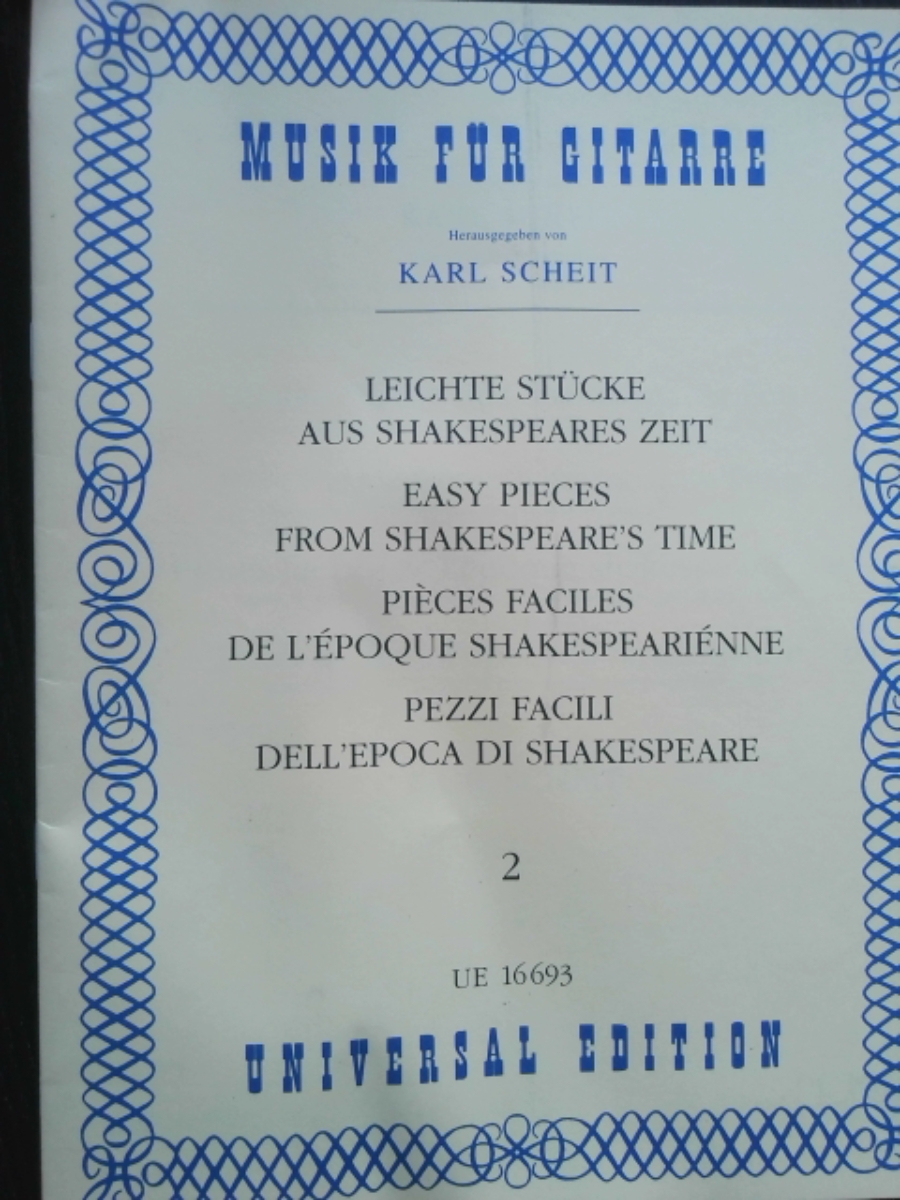 MUSIK FÜR GITARRE
Herausgegeben von
KARL SCHEIT
LEICHTE STÜCKE
AUS SHAKESPEARES ZEIT
EASY PIECES
FROM SHAKESPEARE'S TIME
PIÈCES FACILES
DE L'ÉPOQUE SHAKESPEARIÉNNE
PEZZI FACILI
DELL'EPOCA DI SHAKESPEARE
2
UE 16693
UNIVERSAL EDITION